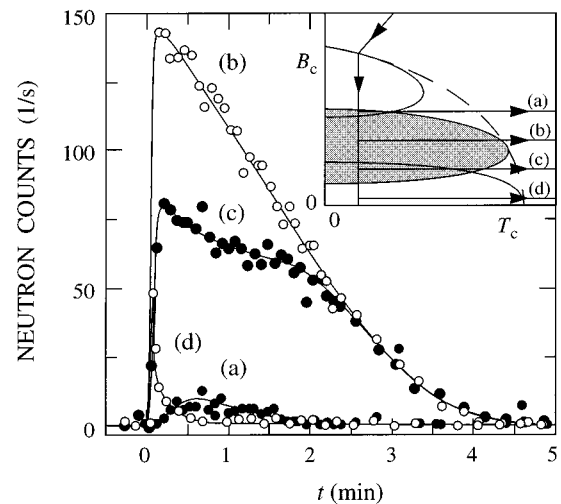 NEUTRON COUNTS (1/s)
150
100
50
0
0
1
2
3
4
5
t (min)
(b)
(c)
(d)
(a)
B_c
0
0
T_c
(a)
(b)
(c)
(d)